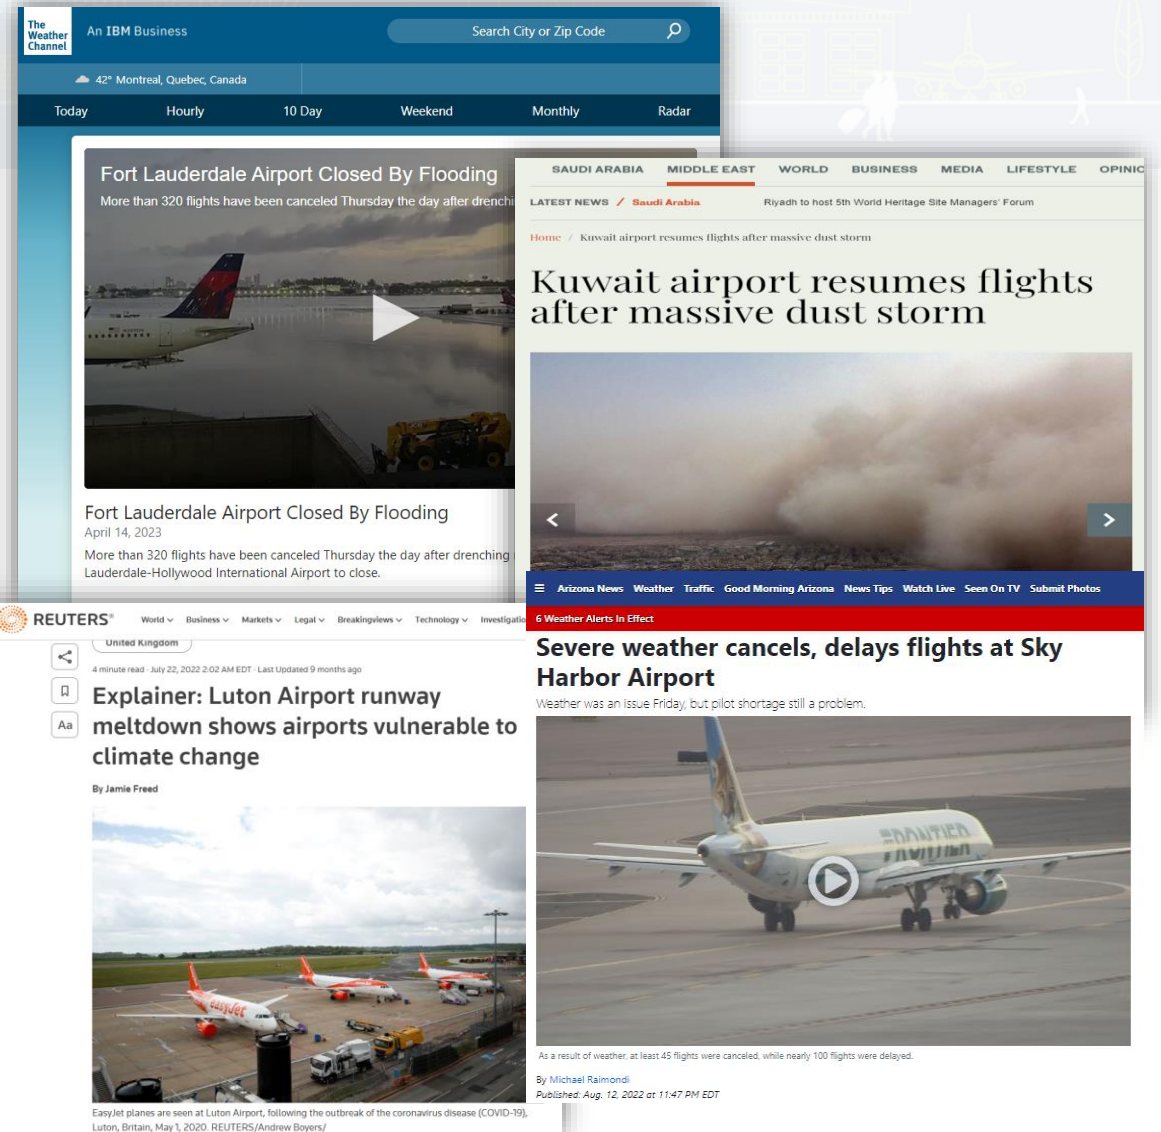 The
Weather
Channel
An IBM Business
Search City or Zip Code
42° Montreal, Quebec, Canada
Today Hourly 10 Day Weekend Monthly Radar
Fort Lauderdale Airport Closed By Flooding
More than 320 flights have been canceled Thursday the day after drenchi
Fort Lauderdale Airport Closed By Flooding
April 14, 2023
More than 320 flights have been canceled Thursday the day after drenching
Lauderdale-Hollywood International Airport to close.
SAUDI ARABIA MIDDLE EAST WORLD BUSINESS MEDIA LIFESTYLE OPINIC
LATEST NEWS / Saudi Arabia Riyadh to host 5th World Heritage Site Managers' Forum
Home / Kuwait airport resumes flights after massive dust storm
Kuwait airport resumes flights
after massive dust storm
REUTERS®
World Business Markets Legal Breakingviews Technology Investigatio
United Kingdom
4 minute read · July 22, 2022 2:02 AM EDT · Last Updated 9 months ago
Aa
Explainer: Luton Airport runway
meltdown shows airports vulnerable to
climate change
By Jamie Freed
easyJet
EasyJet planes are seen at Luton Airport, following the outbreak of the coronavirus disease (COVID-19),
Luton, Britain, May 1, 2020. REUTERS/Andrew Boyers/
Arizona News Weather Traffic Good Morning Arizona News Tips Watch Live Seen On TV Submit Photos
6 Weather Alerts In Effect
Severe weather cancels, delays flights at Sky
Harbor Airport
Weather was an issue Friday, but pilot shortage still a problem.
FRONTIER
As a result of weather, at least 45 flights were canceled, while nearly 100 flights were delayed.
By Michael Raimondi
Published: Aug. 12, 2022 at 11:47 PM EDT